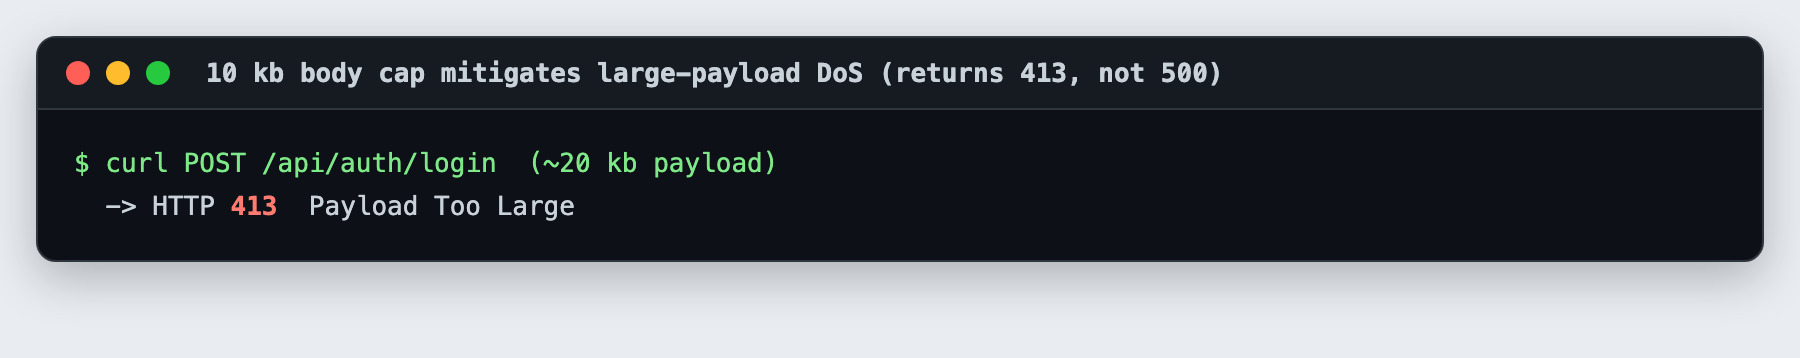 10 kb body cap mitigates large-payload DoS (returns 413, not 500)
$ curl POST /api/auth/login  (~20 kb payload)
—> HTTP 413  Payload Too Large